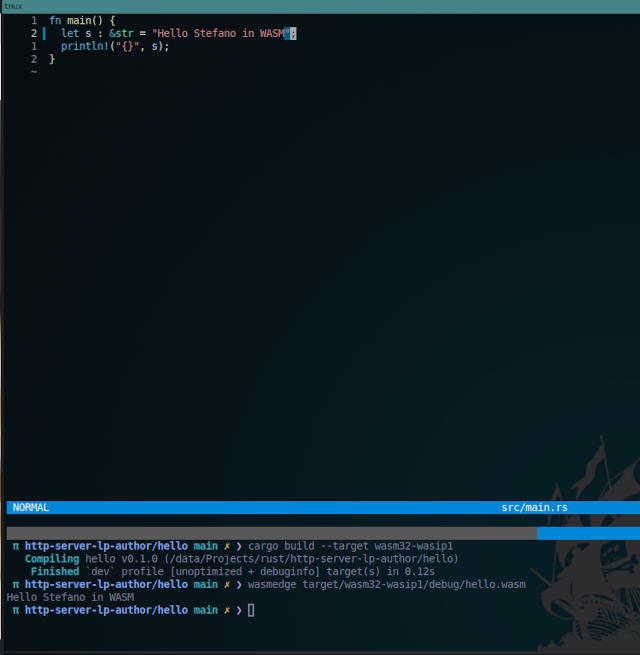 tmux
1 fn main() {
2 let s : &str = "Hello Stefano in WASM";
1 println!("{}", s);
2 }
~
NORMAL src/main.rs
π http-server-lp-author/hello main ✗ ❯ cargo build --target wasm32-wasip1
Compiling hello v0.1.0 (/data/Projects/rust/http-server-lp-author/hello)
Finished `dev` profile [unoptimized + debuginfo] target(s) in 0.12s
π http-server-lp-author/hello main ✗ ❯ wasmedge target/wasm32-wasip1/debug/hello.wasm
Hello Stefano in WASM
π http-server-lp-author/hello main ✗ ❯